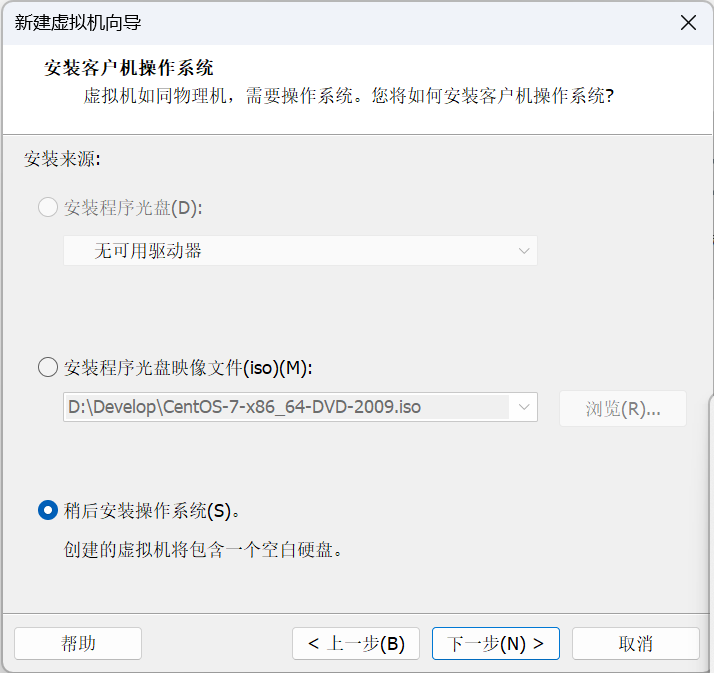 新建虚拟机向导
安装客户机操作系统
虚拟机如同物理机，需要操作系统。您将如何安装客户机操作系统?
安装来源:
安装程序光盘(D):
无可用驱动器
安装程序光盘映像文件(iso)(M):
D:\Develop\CentOS-7-x86_64-DVD-2009.iso
浏览(R)...
稍后安装操作系统(S)。
创建的虚拟机将包含一个空白硬盘。
帮助
< 上一步(B)
下一步(N) >
取消